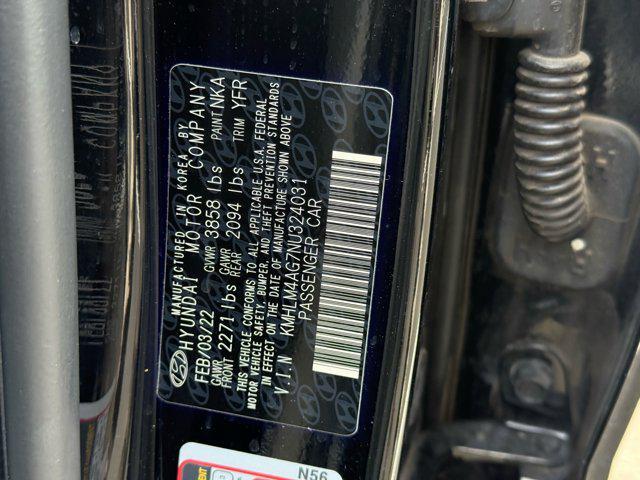 MANUFACTURED IN KOREA BY
HYUNDAI MOTOR COMPANY
FEB/03/22 GVWR 3858 lbs PAINT NKA
GAWR FRONT 2271 lbs GAWR REAR 2094 lbs TRIM YFR
THIS VEHICLE CONFORMS TO ALL APPLICABLE U.S.A. FEDERAL
MOTOR VEHICLE SAFETY, BUMPER, AND THEFT PREVENTION STANDARDS
IN EFFECT ON THE DATE OF MANUFACTURE SHOWN ABOVE
V.I.N KMHLM4AG7NU324031
PASSENGER CAR
N56